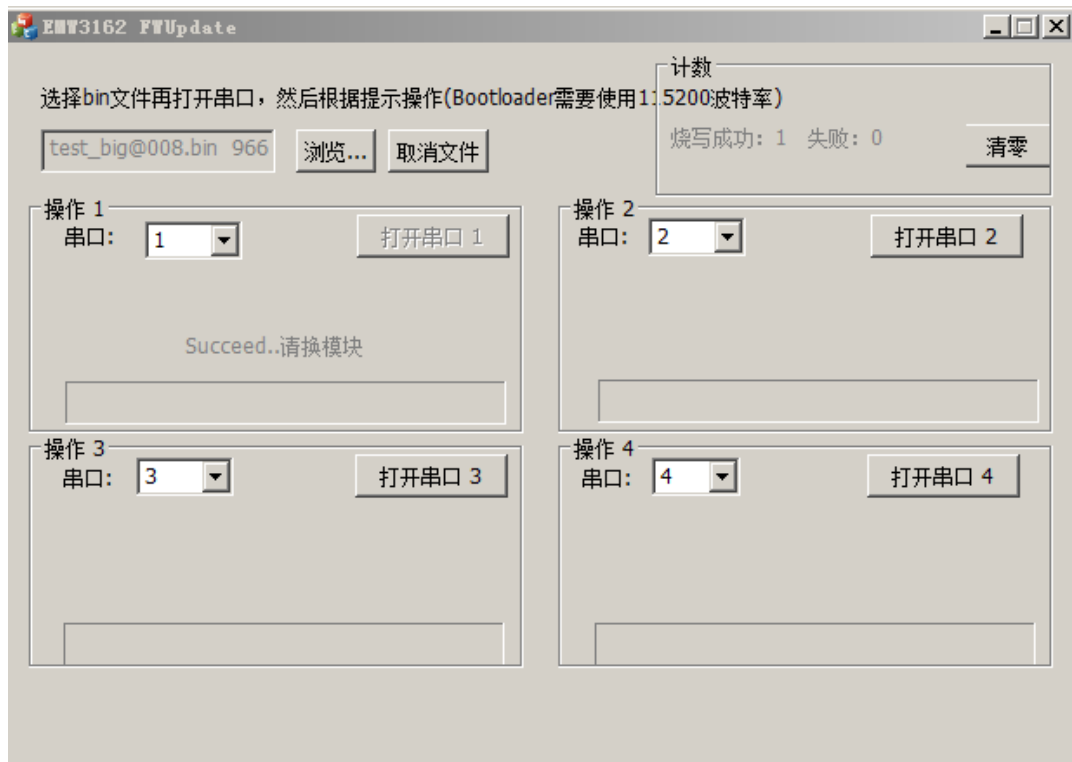 EMW3162 FWUpdate
计数
选择bin文件再打开串口，然后根据提示操作(Bootloader需要使用115200波特率)
烧写成功：1 失败：0
清零
test_big@008.bin 966
浏览...
取消文件
操作 1
串口：
1
打开串口 1
Succeed..请换模块
操作 2
串口：
2
打开串口 2
操作 3
串口：
3
打开串口 3
操作 4
串口：
4
打开串口 4